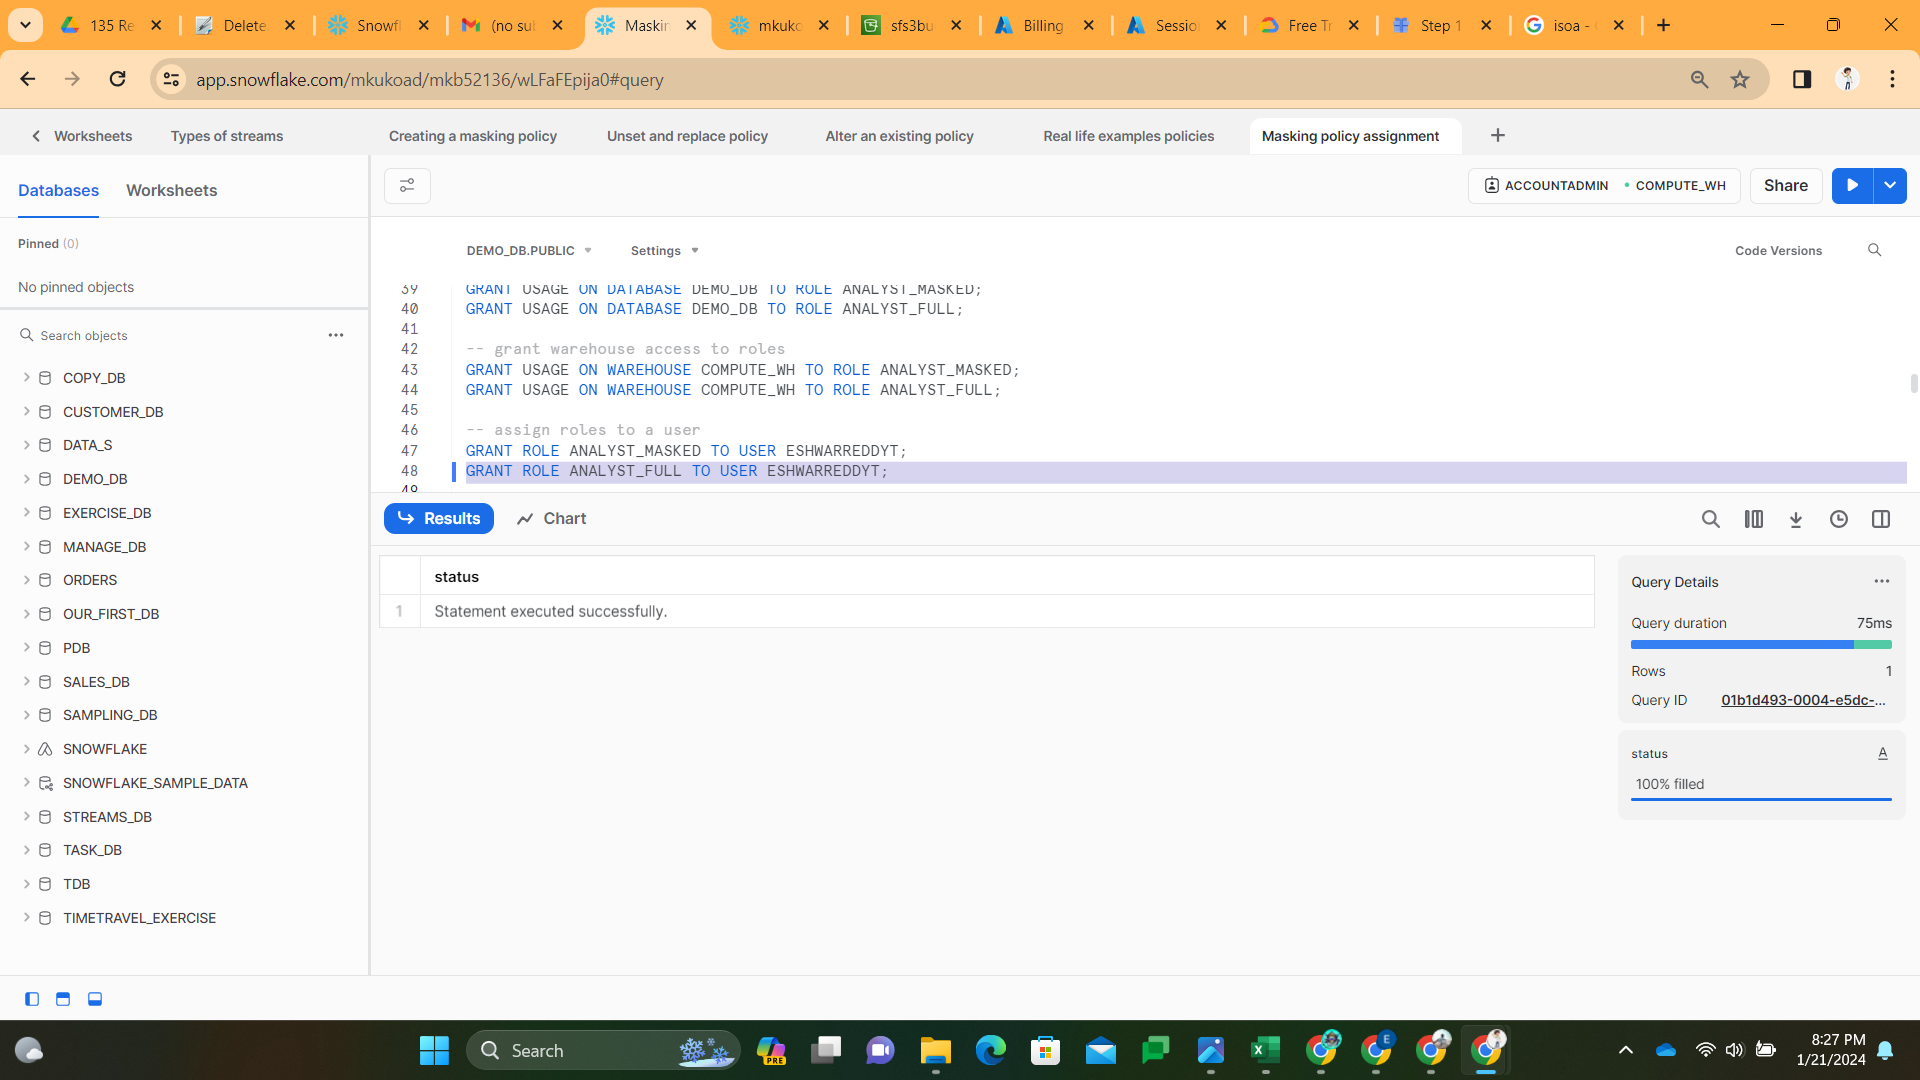 135 Re
Delete
Snowfl
(no sub
Maskin
mkuko
sfs3bu
Billing
Sessio
Free Tr
Step 1
isoa -
app.snowflake.com/mkukoad/mkb52136/wLFaFEpija0#query
Worksheets
Types of streams
Creating a masking policy
Unset and replace policy
Alter an existing policy
Real life examples policies
Masking policy assignment
Databases
Worksheets
ACCOUNTADMIN
COMPUTE_WH
Share
Pinned (0)
No pinned objects
Search objects
COPY_DB
CUSTOMER_DB
DATA_S
DEMO_DB
EXERCISE_DB
MANAGE_DB
ORDERS
OUR_FIRST_DB
PDB
SALES_DB
SAMPLING_DB
SNOWFLAKE
SNOWFLAKE_SAMPLE_DATA
STREAMS_DB
TASK_DB
TDB
TIMETRAVEL_EXERCISE
DEMO_DB.PUBLIC
Settings
Code Versions
39 GRANT USAGE ON DATABASE DEMO_DB TO ROLE ANALYST_MASKED;
40 GRANT USAGE ON DATABASE DEMO_DB TO ROLE ANALYST_FULL;
41
42 -- grant warehouse access to roles
43 GRANT USAGE ON WAREHOUSE COMPUTE_WH TO ROLE ANALYST_MASKED;
44 GRANT USAGE ON WAREHOUSE COMPUTE_WH TO ROLE ANALYST_FULL;
45
46 -- assign roles to a user
47 GRANT ROLE ANALYST_MASKED TO USER ESHWARREDDYT;
48 GRANT ROLE ANALYST_FULL TO USER ESHWARREDDYT;
49
Results
Chart
status
1 Statement executed successfully.
Query Details
Query duration 75ms
Rows 1
Query ID 01b1d493-0004-e5dc-...
status A
100% filled
Search
PRE
E
8:27 PM
1/21/2024